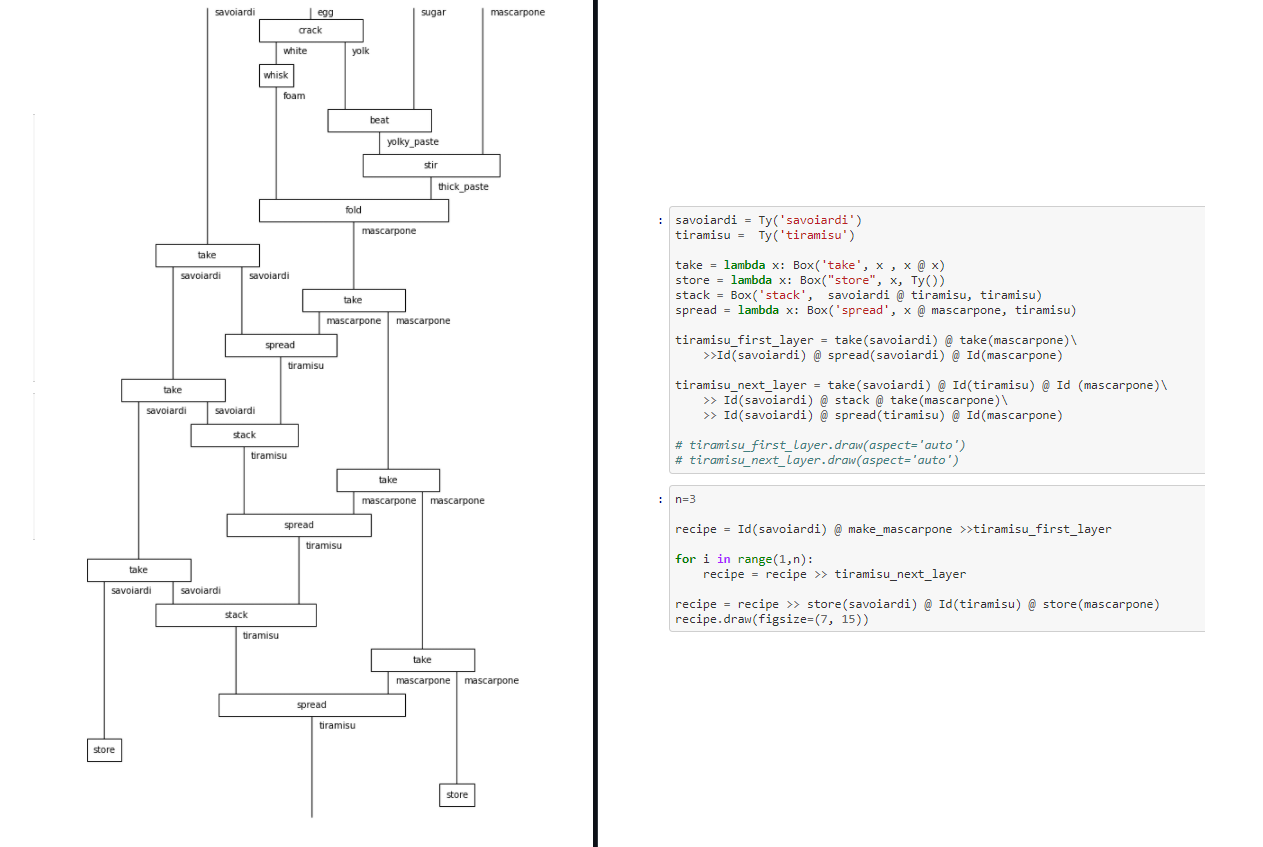 savoiardi egg sugar mascarpone
crack
white yolk
whisk
foam
beat
yolky_paste
stir
thick_paste
fold
mascarpone
take
savoiardi savoiardi
take
mascarpone mascarpone
spread
tiramisu
take
savoiardi savoiardi
stack
tiramisu
take
mascarpone mascarpone
spread
tiramisu
take
savoiardi savoiardi
stack
tiramisu
take
mascarpone mascarpone
spread
tiramisu
store
store
: savoiardi = Ty('savoiardi')
tiramisu =  Ty('tiramisu')
take = lambda x: Box('take', x , x @ x)
store = lambda x: Box("store", x, Ty())
stack = Box('stack',  savoiardi @ tiramisu, tiramisu)
spread = lambda x: Box('spread', x @ mascarpone, tiramisu)
tiramisu_first_layer = take(savoiardi) @ take(mascarpone)\
    >>Id(savoiardi) @ spread(savoiardi) @ Id(mascarpone)
tiramisu_next_layer = take(savoiardi) @ Id(tiramisu) @ Id (mascarpone)\
    >> Id(savoiardi) @ stack @ take(mascarpone)\
    >> Id(savoiardi) @ spread(tiramisu) @ Id(mascarpone)
# tiramisu_first_layer.draw(aspect='auto')
# tiramisu_next_layer.draw(aspect='auto')
: n=3
recipe = Id(savoiardi) @ make_mascarpone >>tiramisu_first_layer
for i in range(1,n):
    recipe = recipe >> tiramisu_next_layer
recipe = recipe >> store(savoiardi) @ Id(tiramisu) @ store(mascarpone)
recipe.draw(figsize=(7, 15))